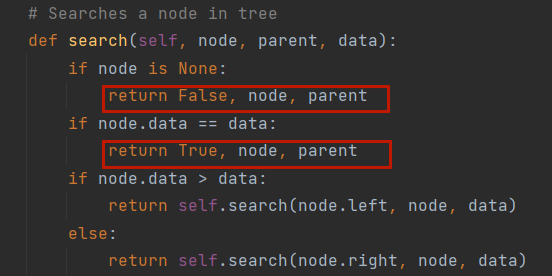 # Searches a node in tree
def search(self, node, parent, data):
if node is None:
return False, node, parent
if node.data == data:
return True, node, parent
if node.data > data:
return self.search(node.left, node, data)
else:
return self.search(node.right, node, data)